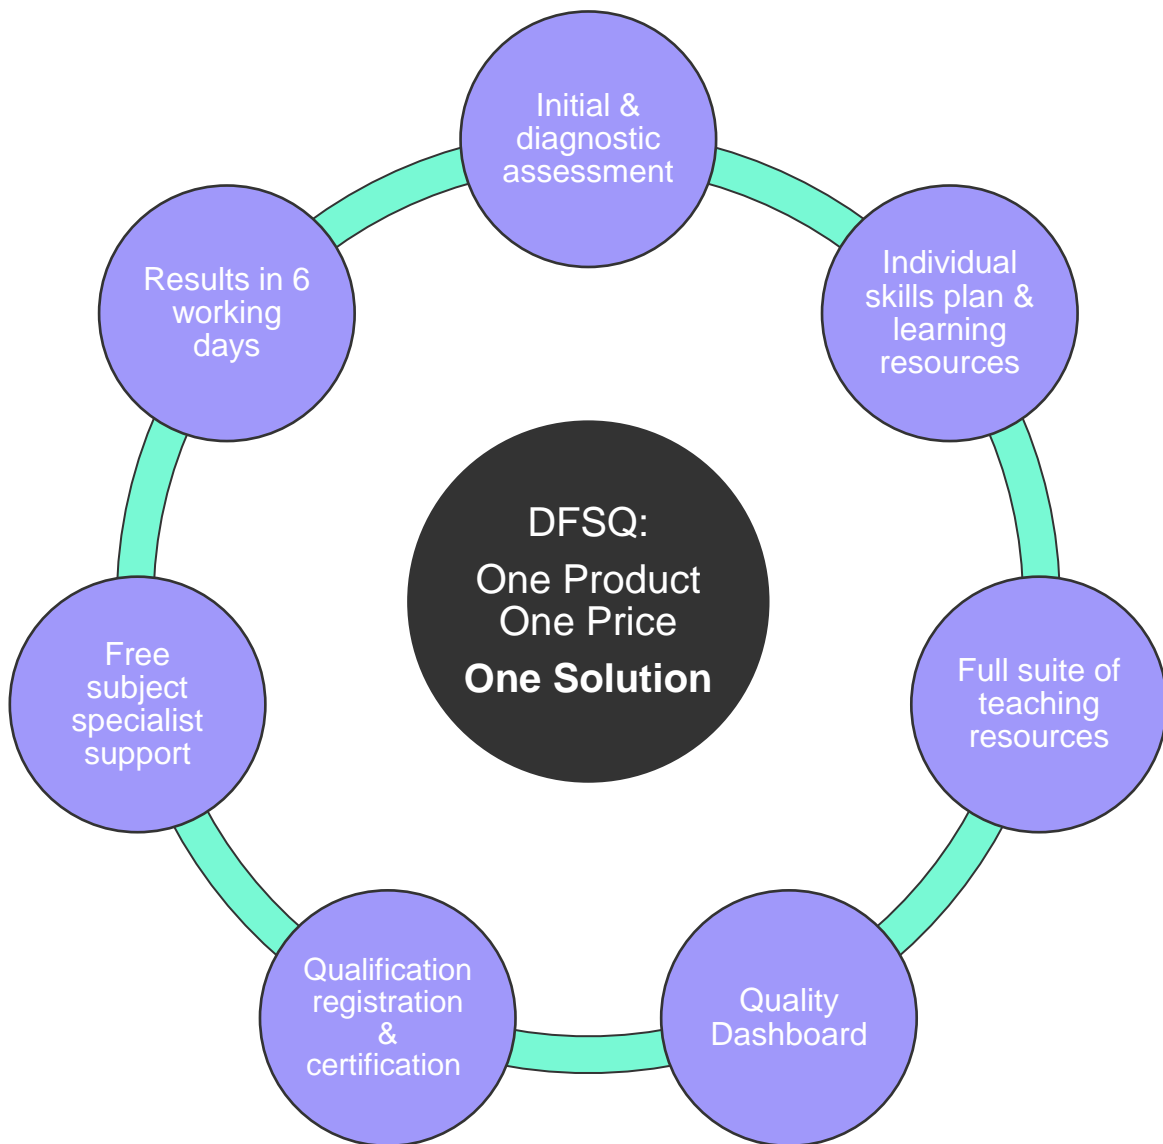 Initial &
diagnostic
assessment
Individual
skills plan &
learning
resources
Full suite of
teaching
resources
Quality
Dashboard
Qualification
registration
&
certification
Free
subject
specialist
support
Results in 6
working
days
DFSQ:
One Product
One Price
One Solution